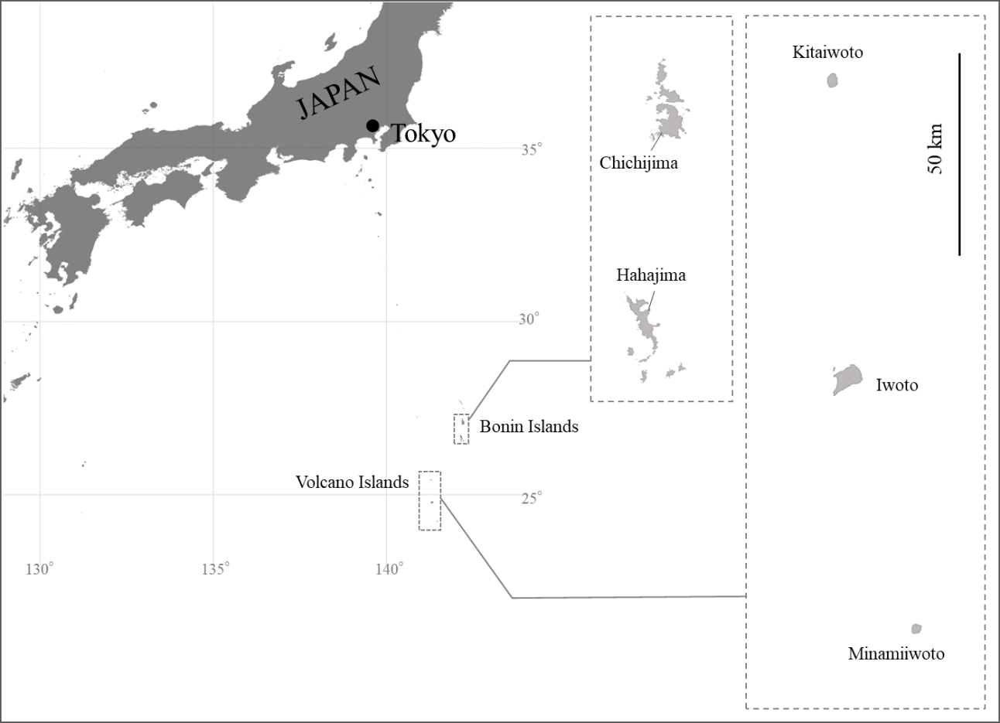 JAPAN
Tokyo
35°
30°
Bonin Islands
Volcano Islands
25°
130°
135°
140°
Chichijima
Hahajima
Kitaiwoto
50 km
Iwoto
Minamiiwoto